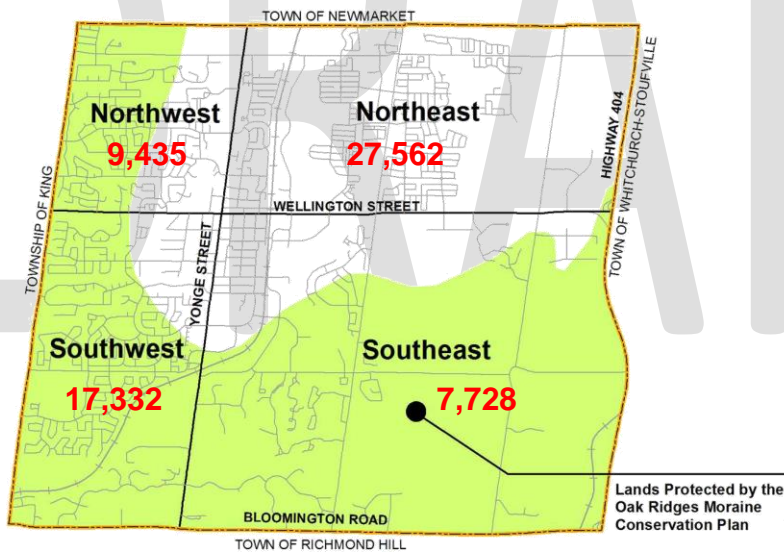 TOWN OF NEWMARKET
Northwest
9,435
Northeast
27,562
HIGHWAY 404
TOWN OF WHITCHURCH-STOUFVILLE
TOWNSHIP OF KING
WELLINGTON STREET
YONGE STREET
Southwest
17,332
Southeast
7,728
Lands Protected by the
Oak Ridges Moraine
Conservation Plan
BLOOMINGTON ROAD
TOWN OF RICHMOND HILL